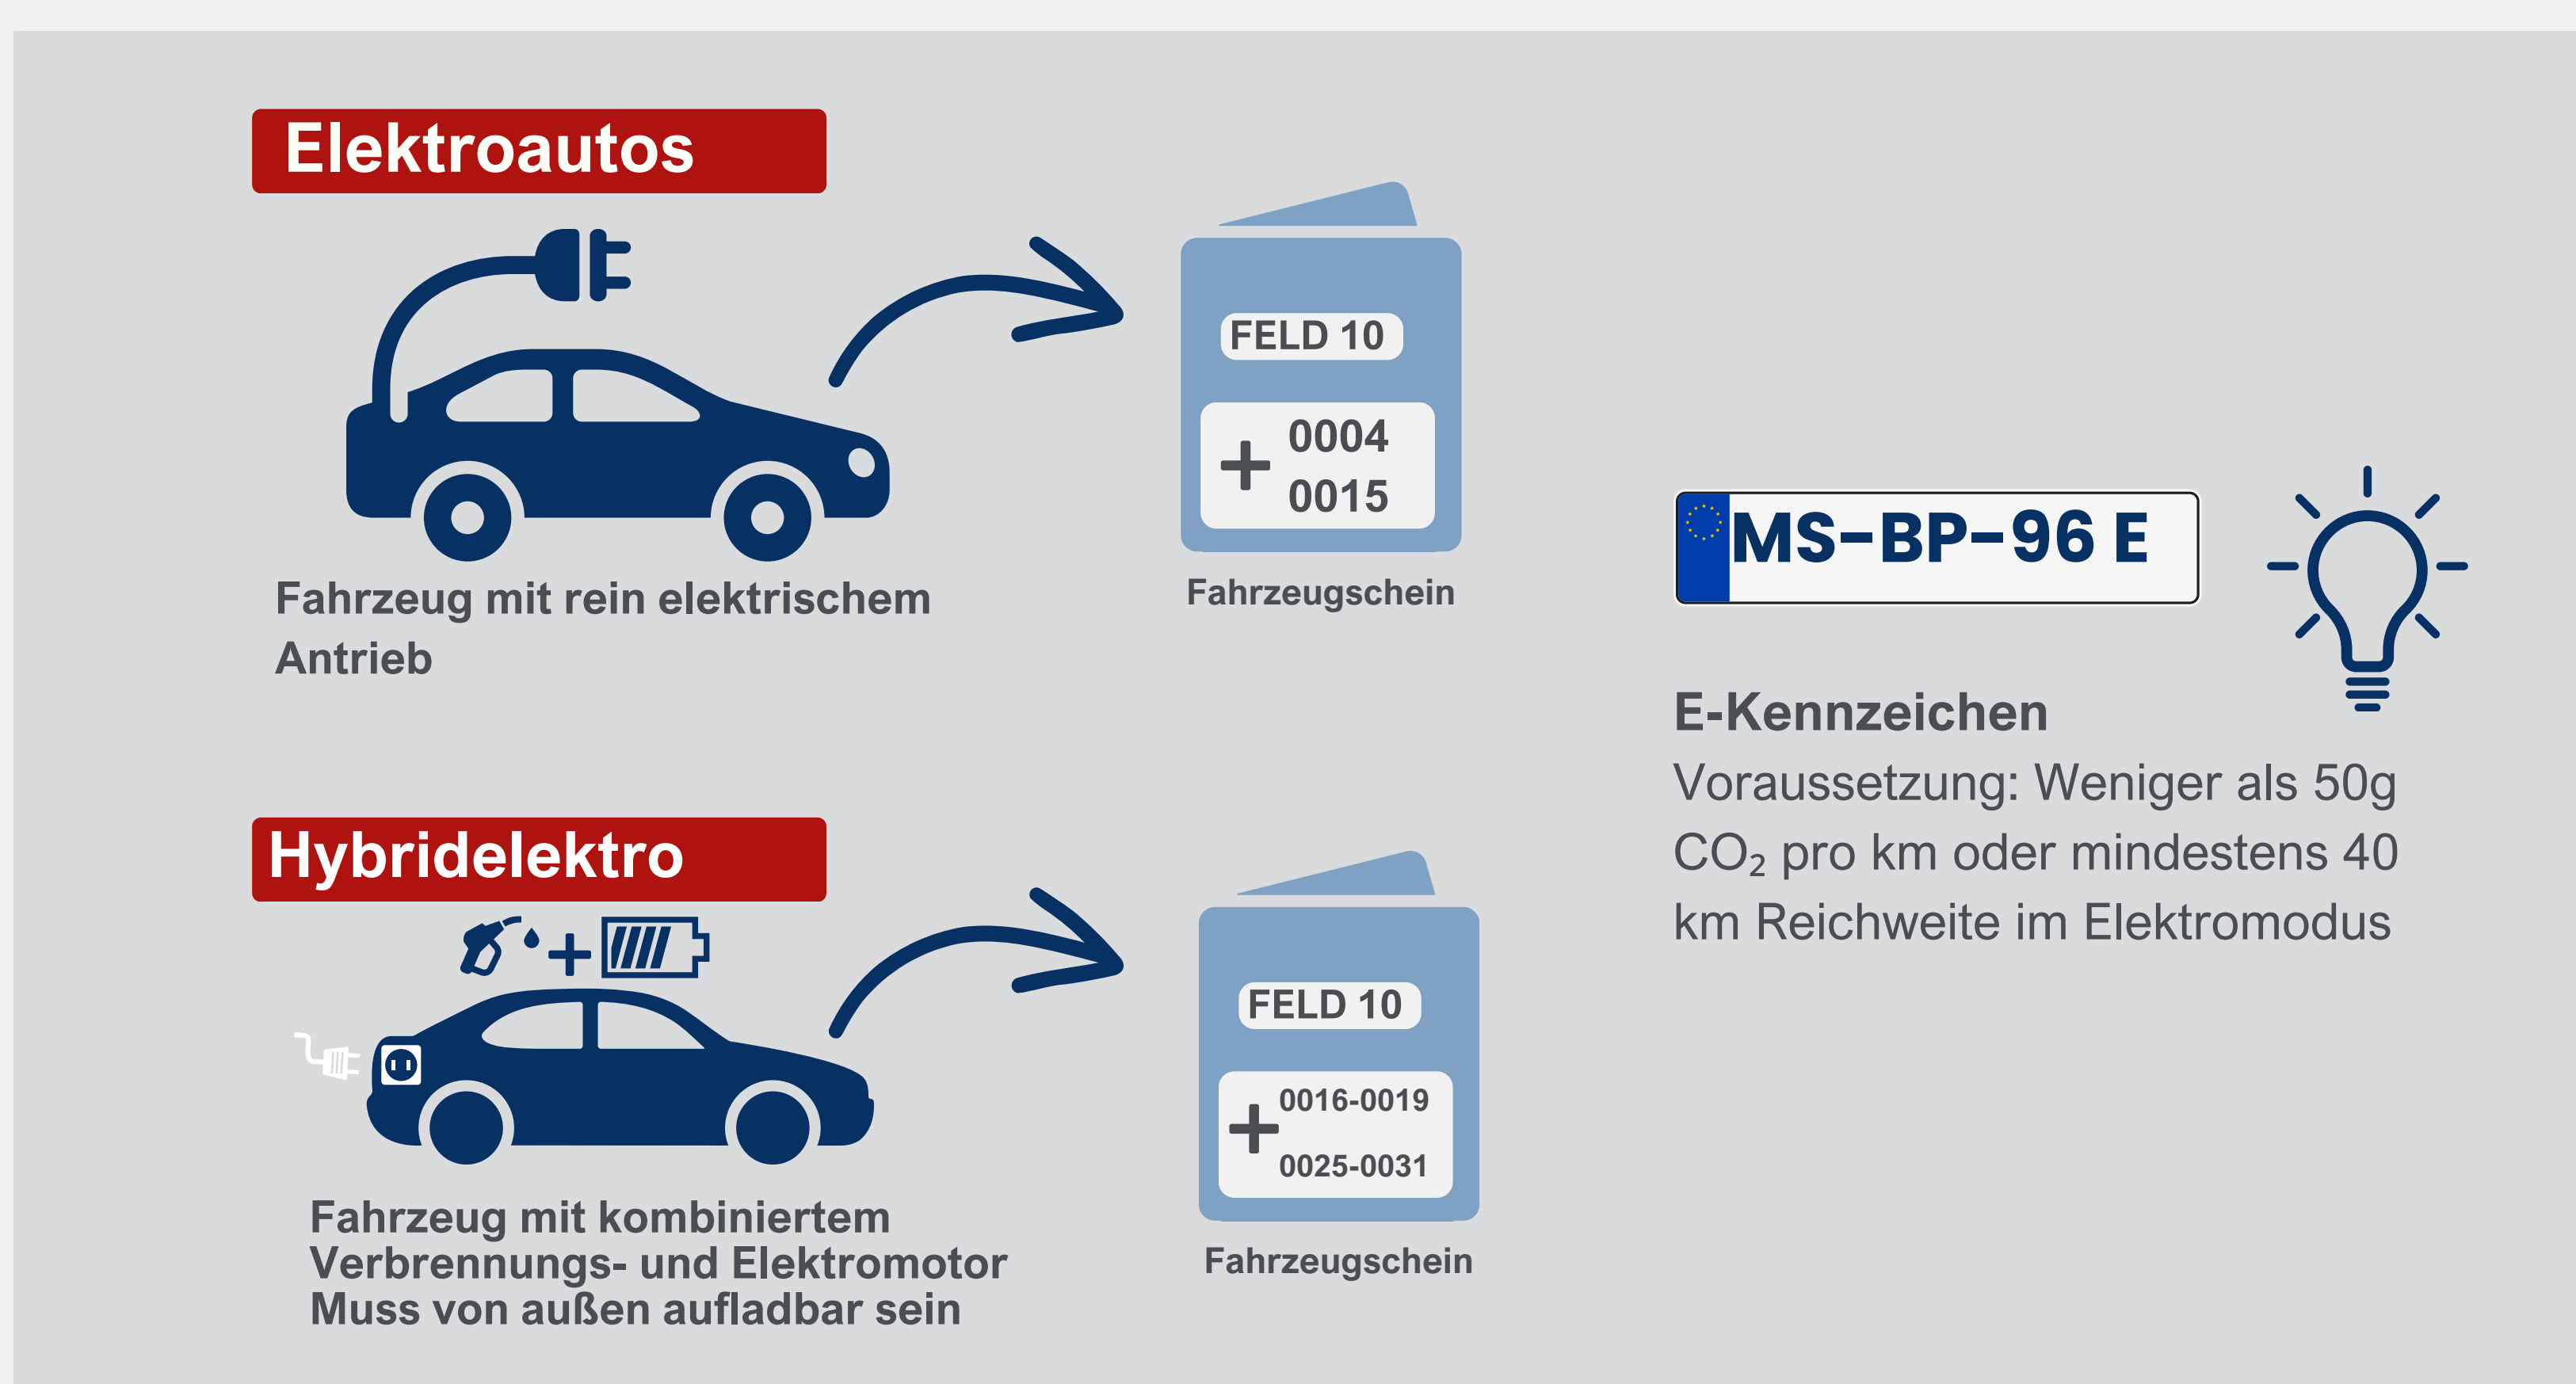 Elektroautos
FELD 10
+ 0004
0015
Fahrzeugschein
Fahrzeug mit rein elektrischem
Antrieb
MS-BP-96 E
E-Kennzeichen
Voraussetzung: Weniger als 50g
CO₂ pro km oder mindestens 40
km Reichweite im Elektromodus
Hybridelektro
+
FELD 10
+ 0016-0019
0025-0031
Fahrzeugschein
Fahrzeug mit kombiniertem
Verbrennungs- und Elektromotor
Muss von außen aufladbar sein